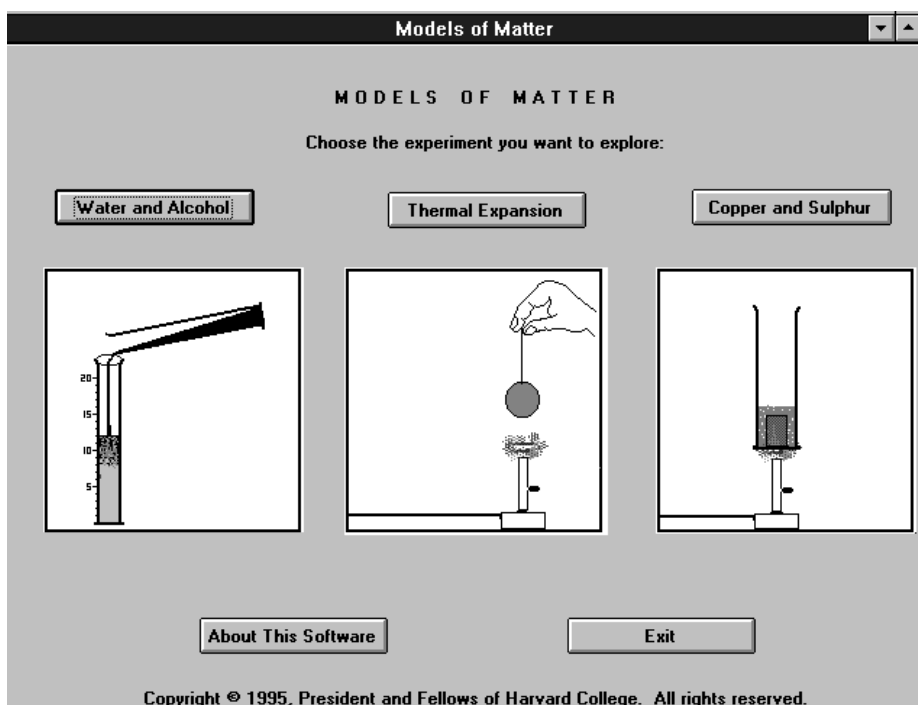 Models of Matter
MODELS OF MATTER
Choose the experiment you want to explore:
Water and Alcohol
Thermal Expansion
Copper and Sulphur
20
15
10
5
About This Software
Exit
Copyright © 1995, President and Fellows of Harvard College. All rights reserved.